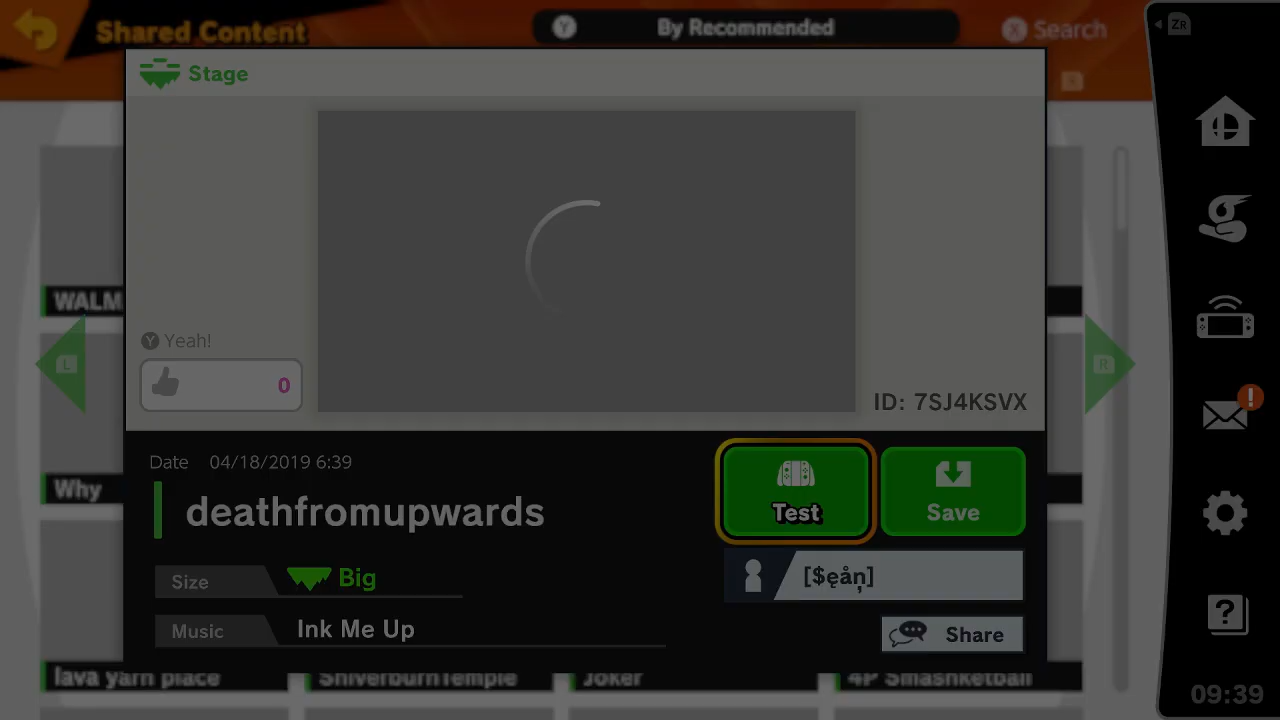 Shared Content
Y By Recommended
X Search
ZR
Stage
R
WALM
Y Yeah!
0
ID: 7SJ4KSVX
L
R
Date 04/18/2019 6:39
Why
deathfromupwards
Test
Save
Size Big
[$ęåņ]
Music Ink Me Up
Share
lava yarn place
ShiverburnTemple
Joker
4P Smashketball
09:39